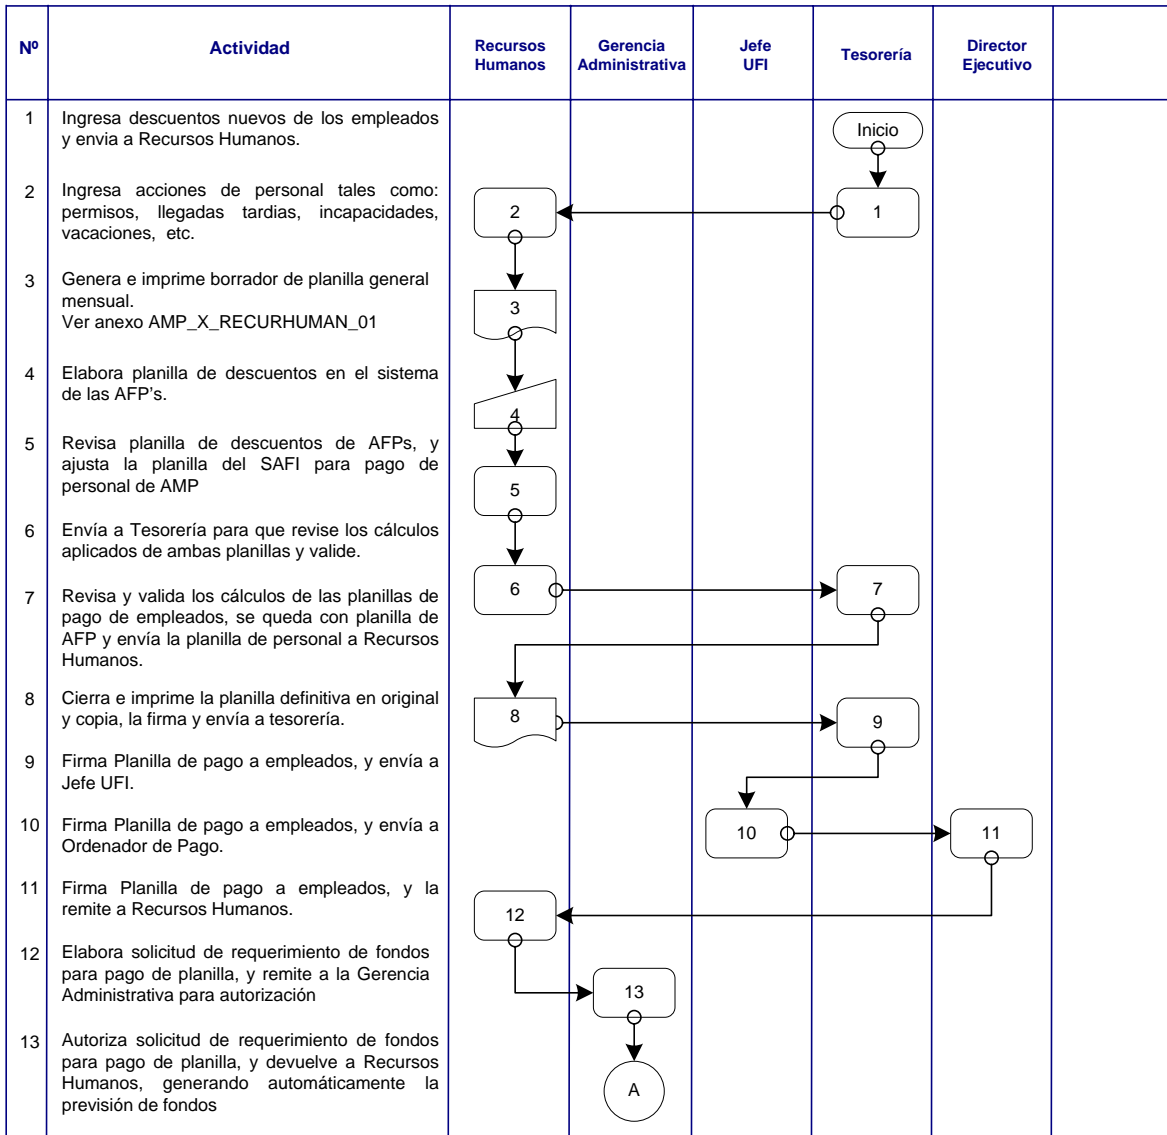 Nº
Actividad
Recursos
Humanos
Gerencia
Administrativa
Jefe
UFI
Tesorería
Director
Ejecutivo
1
Ingresa descuentos nuevos de los empleados
y envia a Recursos Humanos.
Inicio
2
Ingresa acciones de personal tales como:
permisos, llegadas tardias, incapacidades,
vacaciones, etc.
2
1
3
Genera e imprime borrador de planilla general
mensual.
Ver anexo AMP_X_RECURHUMAN_01
3
4
Elabora planilla de descuentos en el sistema
de las AFP's.
4
5
Revisa planilla de descuentos de AFPs, y
ajusta la planilla del SAFI para pago de
personal de AMP
5
6
Envía a Tesorería para que revise los cálculos
aplicados de ambas planillas y valide.
6
7
7
Revisa y valida los cálculos de las planillas de
pago de empleados, se queda con planilla de
AFP y envía la planilla de personal a Recursos
Humanos.
8
Cierra e imprime la planilla definitiva en original
y copia, la firma y envía a tesorería.
8
9
9
Firma Planilla de pago a empleados, y envía a
Jefe UFI.
10
Firma Planilla de pago a empleados, y envía a
Ordenador de Pago.
10
11
11
Firma Planilla de pago a empleados, y la
remite a Recursos Humanos.
12
12
Elabora solicitud de requerimiento de fondos
para pago de planilla, y remite a la Gerencia
Administrativa para autorización
13
13
Autoriza solicitud de requerimiento de fondos
para pago de planilla, y devuelve a Recursos
Humanos, generando automáticamente la
previsión de fondos
A